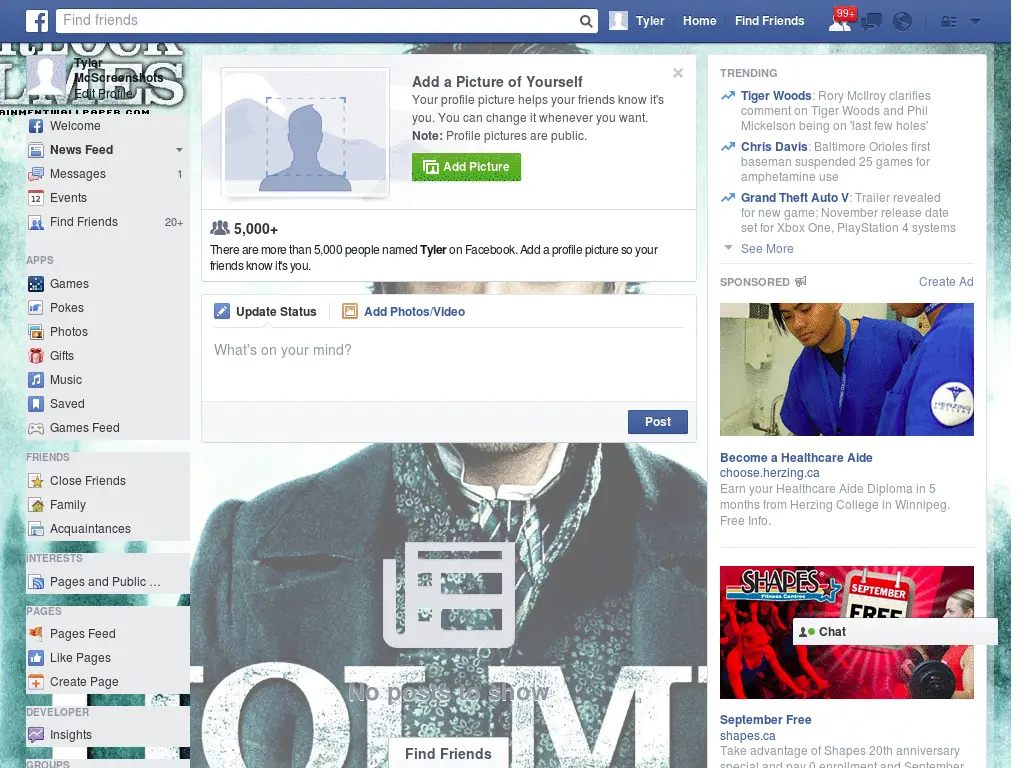 Find friends
Tyler
Home
Find Friends
99+
Tyler
McScreenshots
Edit Profile
Welcome
News Feed
Messages 1
12 Events
Find Friends 20+
APPS
Games
Pokes
Photos
Gifts
Music
Saved
Games Feed
FRIENDS
Close Friends
Family
Acquaintances
INTERESTS
Pages and Public ...
PAGES
Pages Feed
Like Pages
Create Page
DEVELOPER
Insights
GROUPS
Add a Picture of Yourself
Your profile picture helps your friends know it's
you. You can change it whenever you want.
Note: Profile pictures are public.
Add Picture
5,000+
There are more than 5,000 people named Tyler on Facebook. Add a profile picture so your
friends know it's you.
Update Status
Add Photos/Video
What's on your mind?
Post
No posts to show
Find Friends
TRENDING
Tiger Woods: Rory McIlroy clarifies
comment on Tiger Woods and Phil
Mickelson being on 'last few holes'
Chris Davis: Baltimore Orioles first
baseman suspended 25 games for
amphetamine use
Grand Theft Auto V: Trailer revealed
for new game; November release date
set for Xbox One, PlayStation 4 systems
See More
SPONSORED
Create Ad
HERZING
COLLEGE
Become a Healthcare Aide
choose.herzing.ca
Earn your Healthcare Aide Diploma in 5
months from Herzing College in Winnipeg.
Free Info.
SHAPES
Fitness Centres
SEPTEMBER
FREE
Chat
September Free
shapes.ca
Take advantage of Shapes 20th anniversary
special and pay 0 enrollment and September